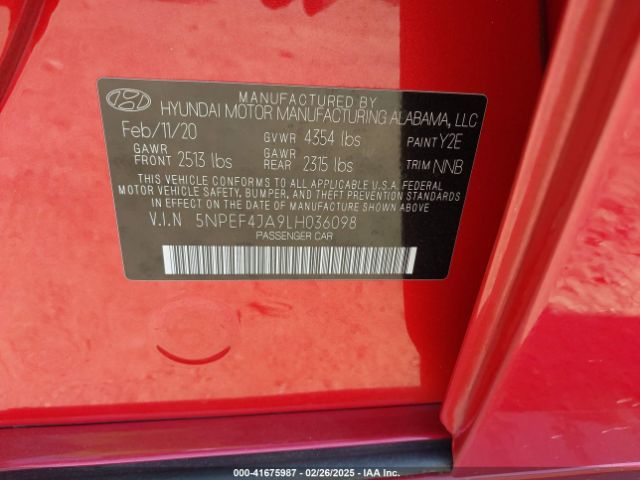 MANUFACTURED BY
HYUNDAI MOTOR MANUFACTURING ALABAMA, LLC
Feb/11/20 GVWR 4354 lbs PAINT Y2E
GAWR FRONT 2513 lbs GAWR REAR 2315 lbs TRIM NNB
THIS VEHICLE CONFORMS TO ALL APPLICABLE U.S.A. FEDERAL
MOTOR VEHICLE SAFETY, BUMPER, AND THEFT PREVENTION STANDARDS
IN EFFECT ON THE DATE OF MANUFACTURE SHOWN ABOVE.
V.I.N 5NPEF4JA9LH036098
PASSENGER CAR
000-41675987 - 02/26/2025 - IAA Inc.